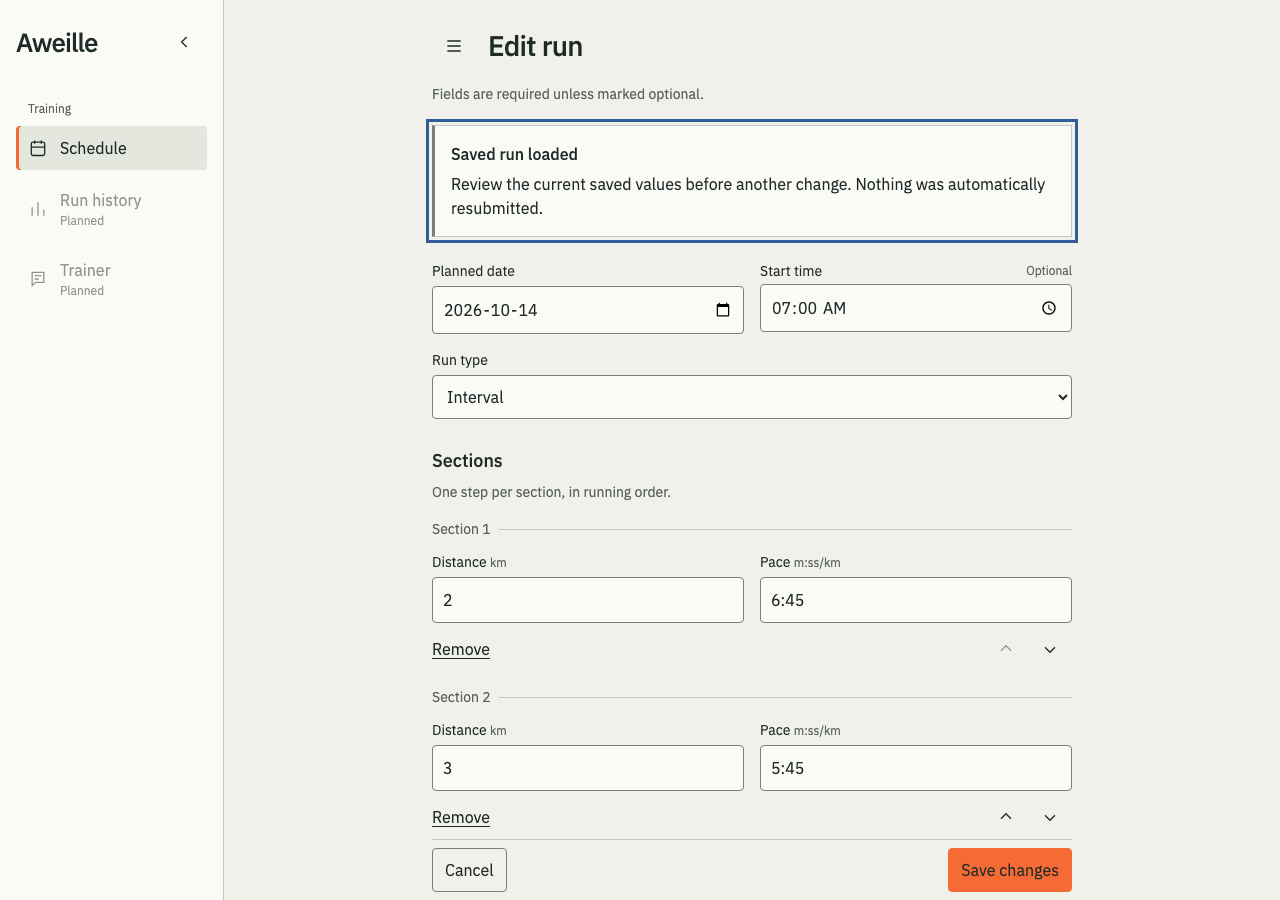 Aweille
Training
Schedule
Run history
Planned
Trainer
Planned
Edit run
Fields are required unless marked optional.
Saved run loaded
Review the current saved values before another change. Nothing was automatically
resubmitted.
Planned date
Start time Optional
2026-10-14
07:00 AM
Run type
Interval
Sections
One step per section, in running order.
Section 1
Distance km
Pace m:ss/km
2
6:45
Remove
Section 2
Distance km
Pace m:ss/km
3
5:45
Remove
Cancel
Save changes